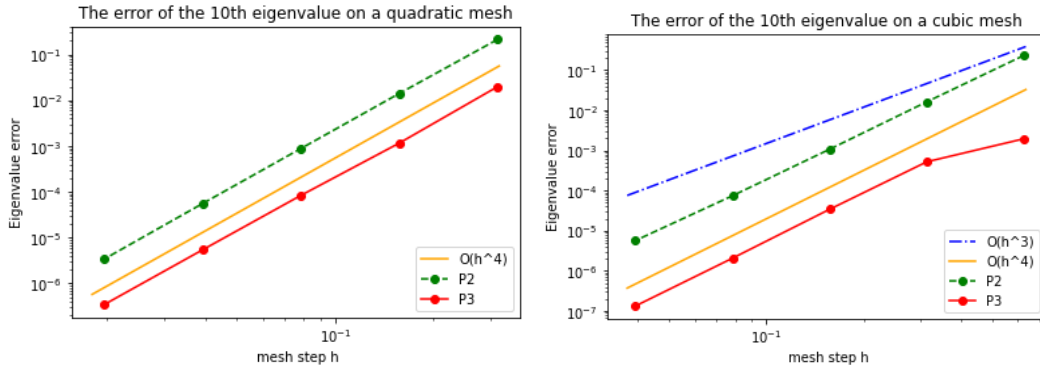 The error of the 10th eigenvalue on a quadratic mesh
Eigenvalue error
10^-1
10^-2
10^-3
10^-4
10^-5
10^-6
O(h^4)
P2
P3
10^-1
mesh step h
The error of the 10th eigenvalue on a cubic mesh
Eigenvalue error
10^-1
10^-2
10^-3
10^-4
10^-5
10^-6
10^-7
O(h^3)
O(h^4)
P2
P3
10^-1
mesh step h